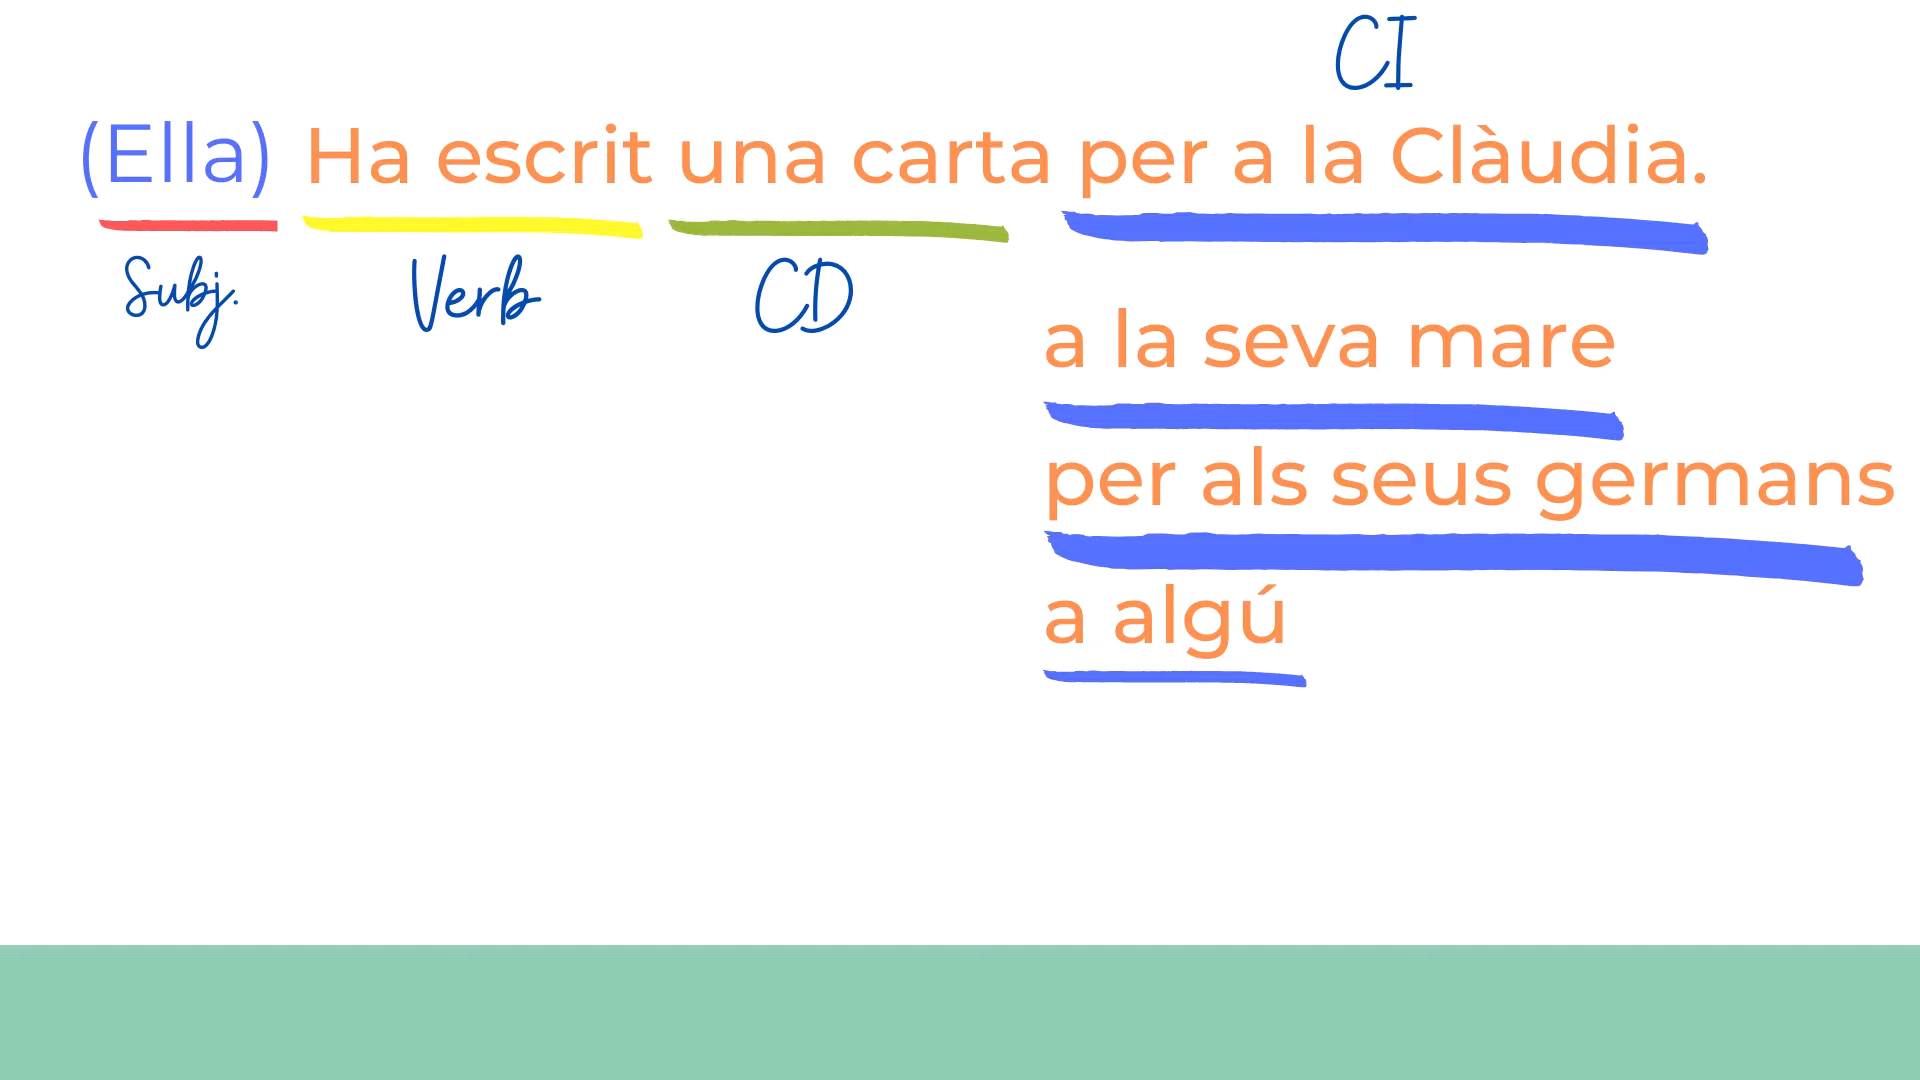 CI
(Ella) Ha escrit una carta per a la Clàudia.
Subj. Verb CD
a la seva mare
per als seus germans
a algú